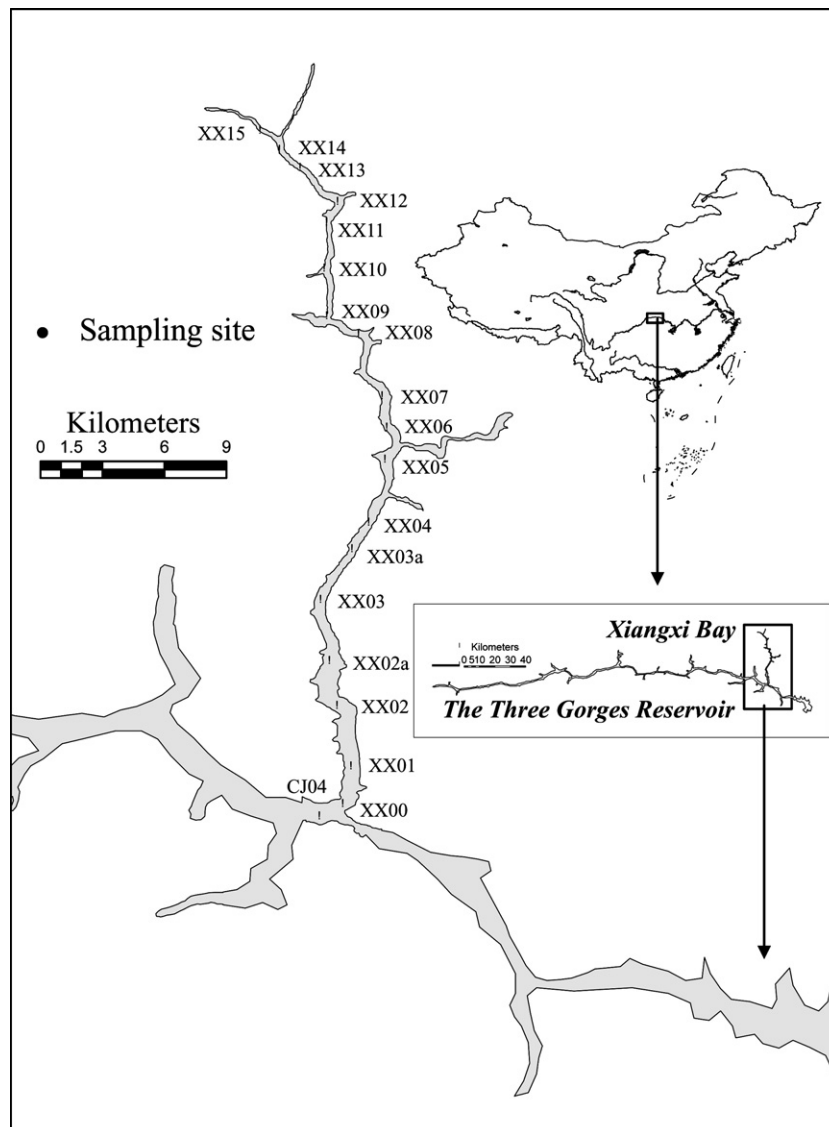 XX15
XX14
XX13
XX12
XX11
XX10
XX09
XX08
● Sampling site
XX07
Kilometers
XX06
0 1.5 3 6 9
XX05
XX04
XX03a
XX03
Xiangxi Bay
Kilometers
0 510 20 30 40
XX02a
The Three Gorges Reservoir
XX02
XX01
CJ04
XX00